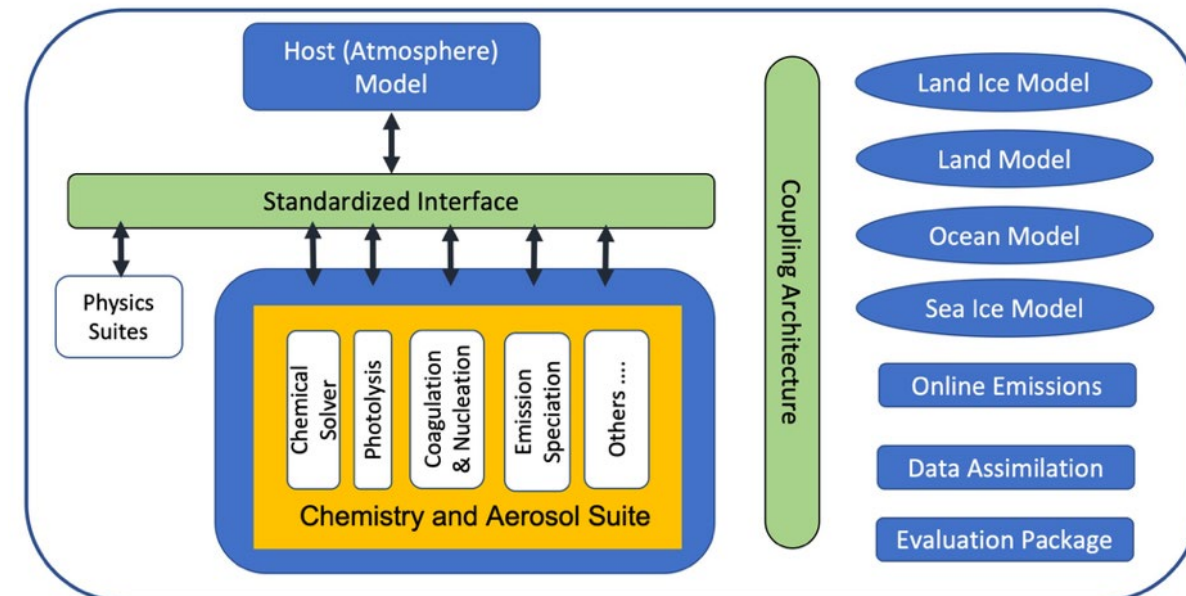 Host (Atmosphere)
Model
Standardized Interface
Physics
Suites
Chemical
Solver
Photolysis
Coagulation
& Nucleation
Emission
Speciation
Others ....
Chemistry and Aerosol Suite
Coupling Architecture
Land Ice Model
Land Model
Ocean Model
Sea Ice Model
Online Emissions
Data Assimilation
Evaluation Package